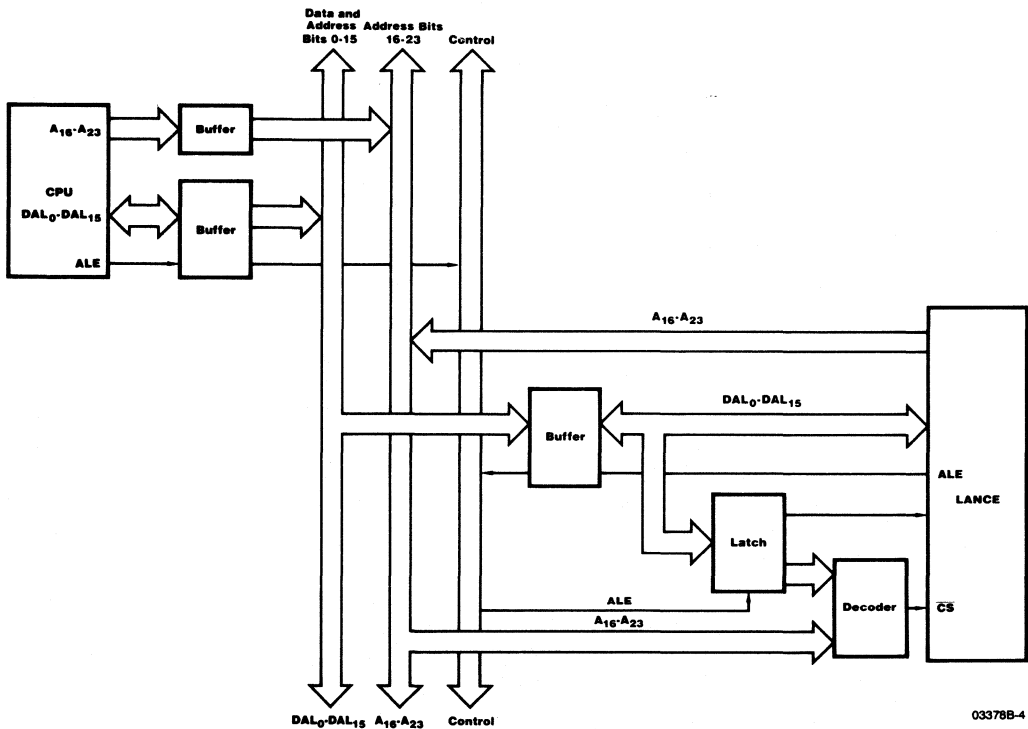 Data and
Address
Bits 0-15
Address Bits
16-23
Control
A16-A23
Buffer
CPU
DAL0-DAL15
Buffer
ALE
A16-A23
DAL0-DAL15
Buffer
ALE
LANCE
Latch
ALE
A16-A23
Decoder
CS
DAL0-DAL15
A16-A23
Control
03378B-4